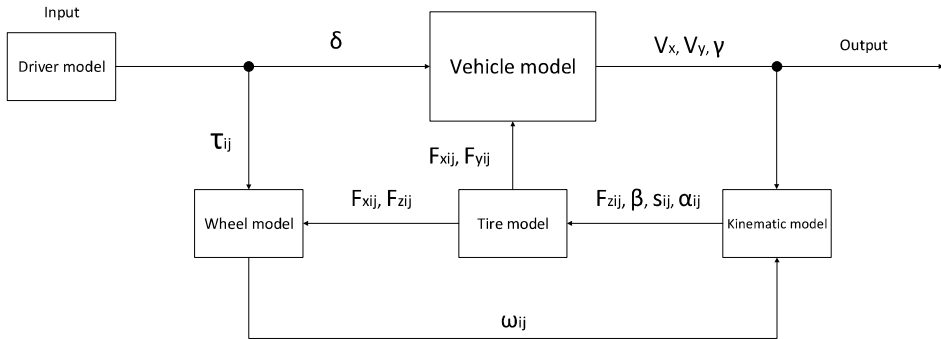 Input
Driver model
δ
Vehicle model
Vx, Vy, γ
Output
τij
Fxij, Fyij
Wheel model
Fxij, Fzij
Tire model
Fzij, β, sij, αij
Kinematic model
ωij